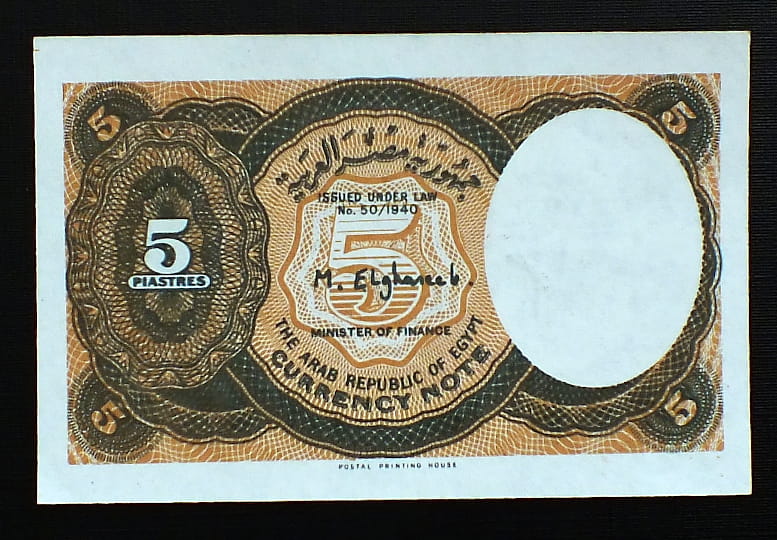 5
5
جمهورية مصر العربية
ISSUED UNDER LAW
No. 50/1940
5
5
PIASTRES
M. Elghareeb.
MINISTER OF FINANCE
THE ARAB REPUBLIC OF EGYPT
CURRENCY NOTE
5
5
POSTAL PRINTING HOUSE